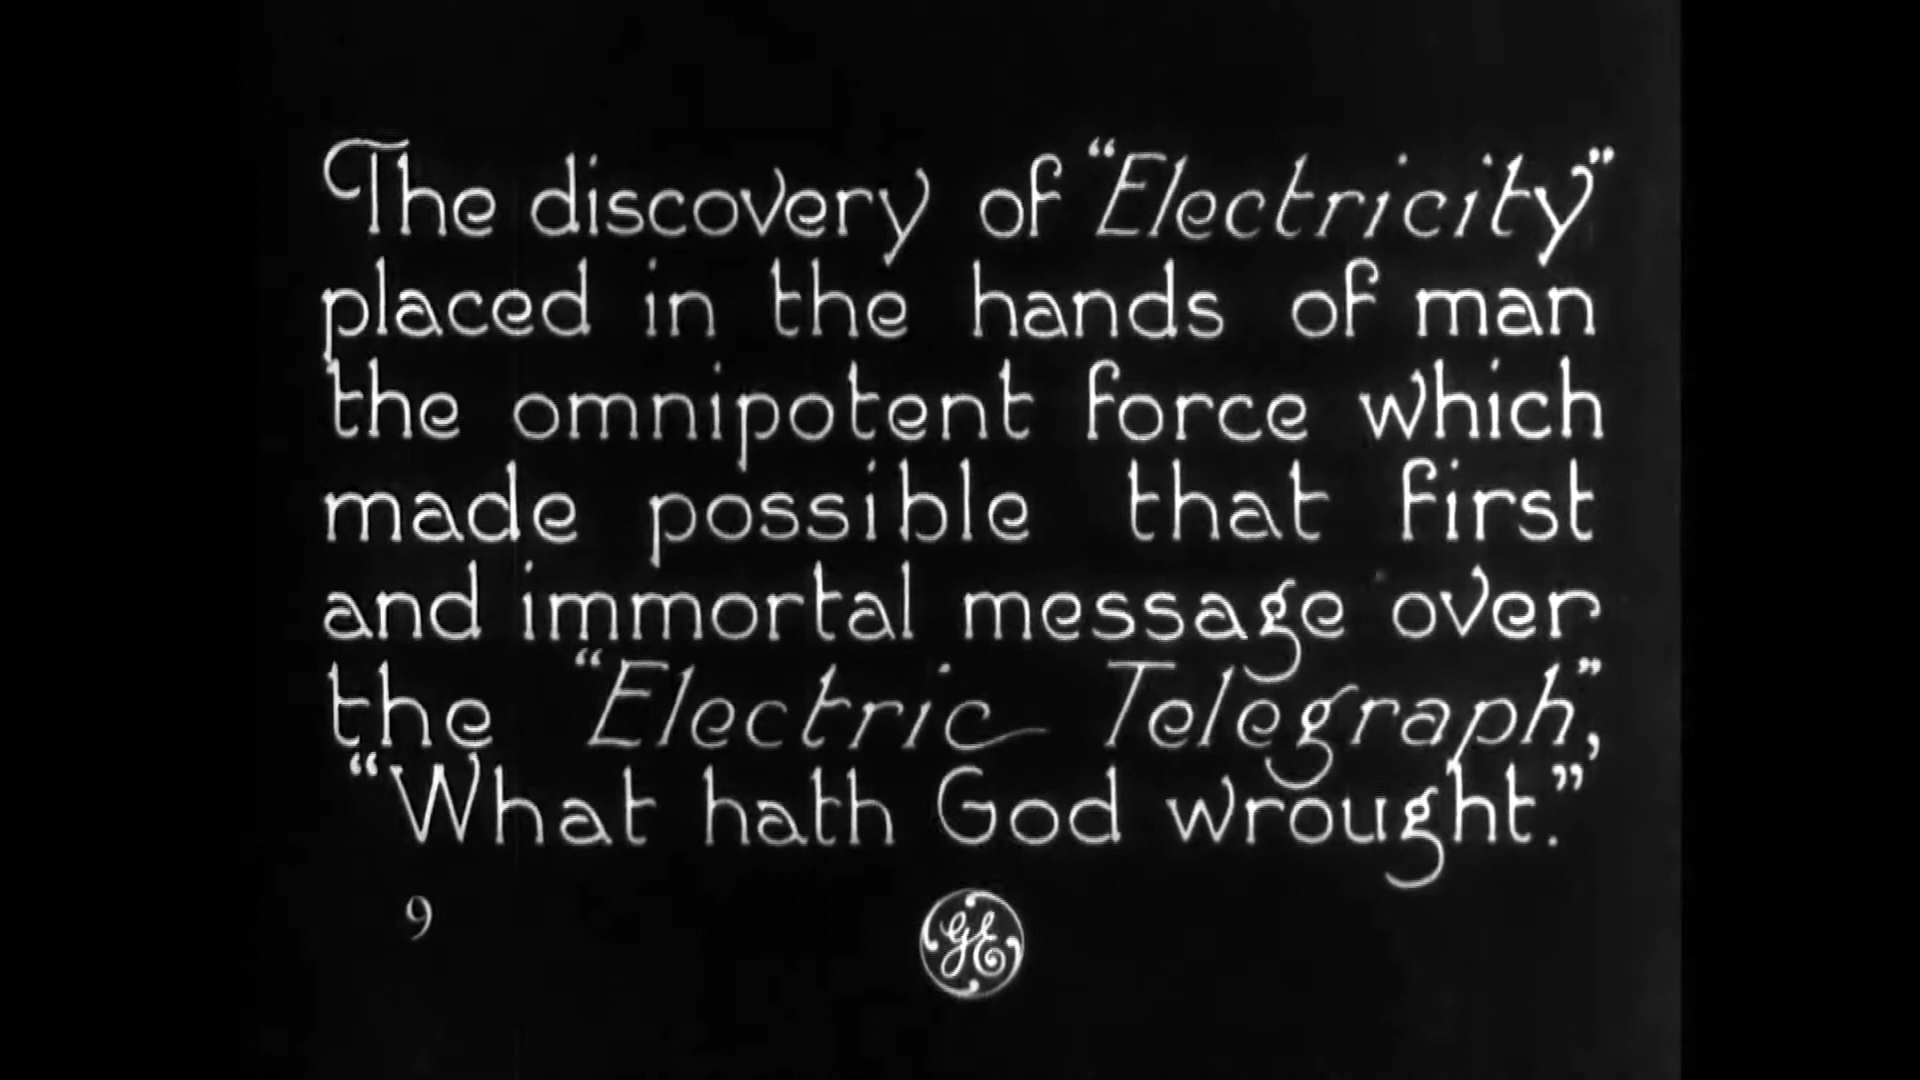 The discovery of “Electricity”
placed in the hands of man
the omnipotent force which
made possible that first
and immortal message over
the “Electric Telegraph”,
“What hath God wrought.”
9
GE